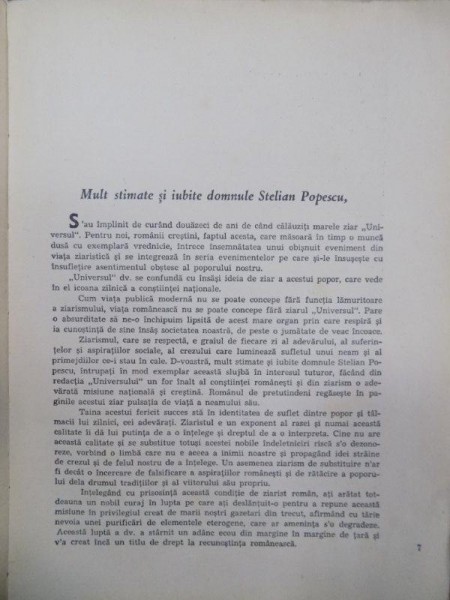 Mult stimate și iubite domnule Stelian Popescu,
S'au împlinit de curând douăzeci de ani de când călăuziți marele ziar „Uni-
versul”. Pentru noi, românii creștini, faptul acesta, care măsoară în timp o muncă
dusă cu exemplară vrednicie, întrece însemnătatea unui obișnuit eveniment din
viața ziaristică și se integrează în seria evenimentelor pe care și-le însușește cu
însuflețire asentimentul obștesc al poporului nostru.
„Universul” dv. se confundă cu însăși ideia de ziar a acestui popor, care vede
în el icoana zilnică a conștiinței naționale.
Cum viața publică modernă nu se poate concepe fără funcția lămuritoare
a ziarismului, viața românească nu se poate concepe fără ziarul „Universul”. Pare
o absurditate să ne-o închipuim lipsită de acest mare organ prin care respiră și
ia cunoștință de sine însăș societatea noastră, de peste o jumătate de veac încoace.
Ziarismul, care se respectă, e graiul de fiecare zi al adevărului, al suferin-
țelor și aspirațiilor sociale, al crezului care luminează sufletul unui neam și al
primejdiilor ce-i stau în cale. D-voastră, mult stimate și iubite domnule Stelian Po-
pescu, întrupați în mod exemplar această slujbă în interesul tuturor, făcând din
redacția „Universului” un for înalt al conștiinței românești și din ziarism o ade-
vărată misiune națională și creștină. Românul de pretutindeni regăsește în pa-
ginile acestui ziar pulsația de viață a neamului său.
Taina acestui fericit succes stă în identitatea de suflet dintre popor și tăl-
macii lui zilnici, cei adevărați. Ziaristul e un exponent al rasei și numai această
calitate îi dă lui putința de a o înțelege și dreptul de a o interpreta. Cine nu are
această calitate și se substitue totuși acestei nobile îndeletniciri riscă s'o dezono-
reze, vorbind o limbă care nu e aceea a inimii noastre și propagând idei străine
de crezul și de felul nostru de a înțelege. Un asemenea ziarism de substituire n'ar
fi decât o încercare de falsificare a aspirațiilor românești și de rătăcire a poporu-
lui dela drumul tradițiilor și al viitorului său propriu.
Înțelegând cu prisosință această condiție de ziarist român, ați arătat tot-
deauna un nobil curaj în lupta pe care ați deslănțuit-o pentru a repune această
misiune în privilegiul creat de marii noștri gazetari din trecut, afirmând cu tărie
nevoia unei purificări de elementele eterogene, care ar amenința s'o degradeze.
Această luptă a dv. a stârnit un adânc ecou din margine în margine de țară și
v'a creat încă un titlu de drept la recunoștința românească.
7